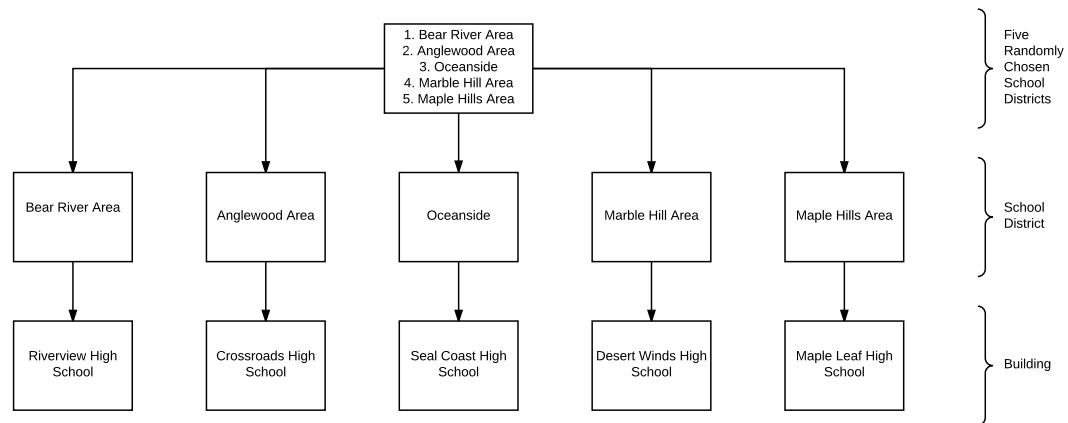 1. Bear River Area
2. Anglewood Area
3. Oceanside
4. Marble Hill Area
5. Maple Hills Area
Five
Randomly
Chosen
School
Districts
Bear River Area
Anglewood Area
Oceanside
Marble Hill Area
Maple Hills Area
School
District
Riverview High
School
Crossroads High
School
Seal Coast High
School
Desert Winds High
School
Maple Leaf High
School
Building